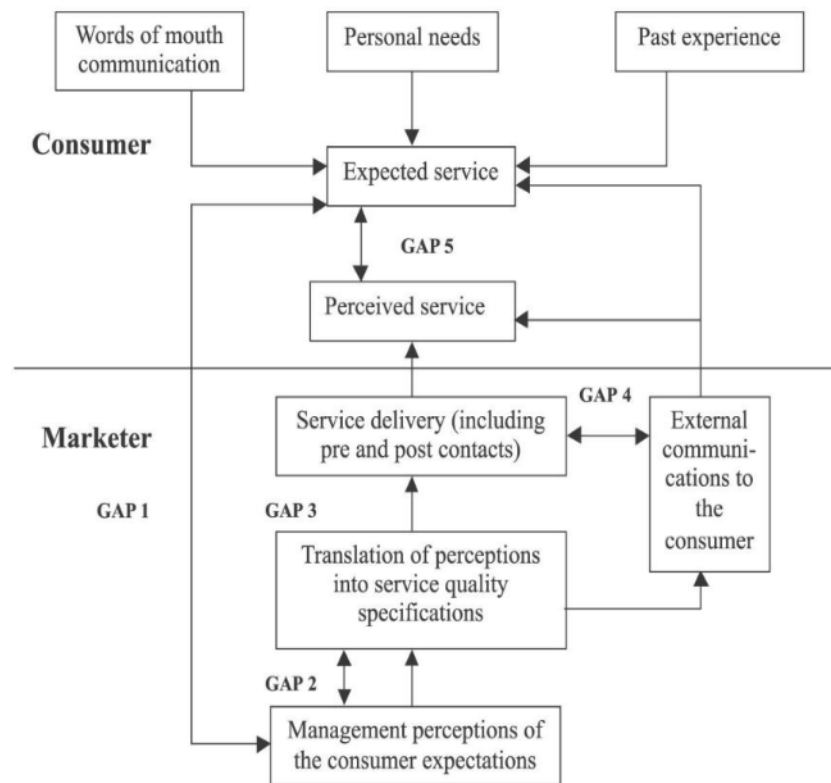 Words of mouth
communication
Personal needs
Past experience
Consumer
Expected service
GAP 5
Perceived service
GAP 4
Marketer
Service delivery (including
pre and post contacts)
External
communi-
cations to
the
consumer
GAP 1
GAP 3
Translation of perceptions
into service quality
specifications
GAP 2
Management perceptions of
the consumer expectations